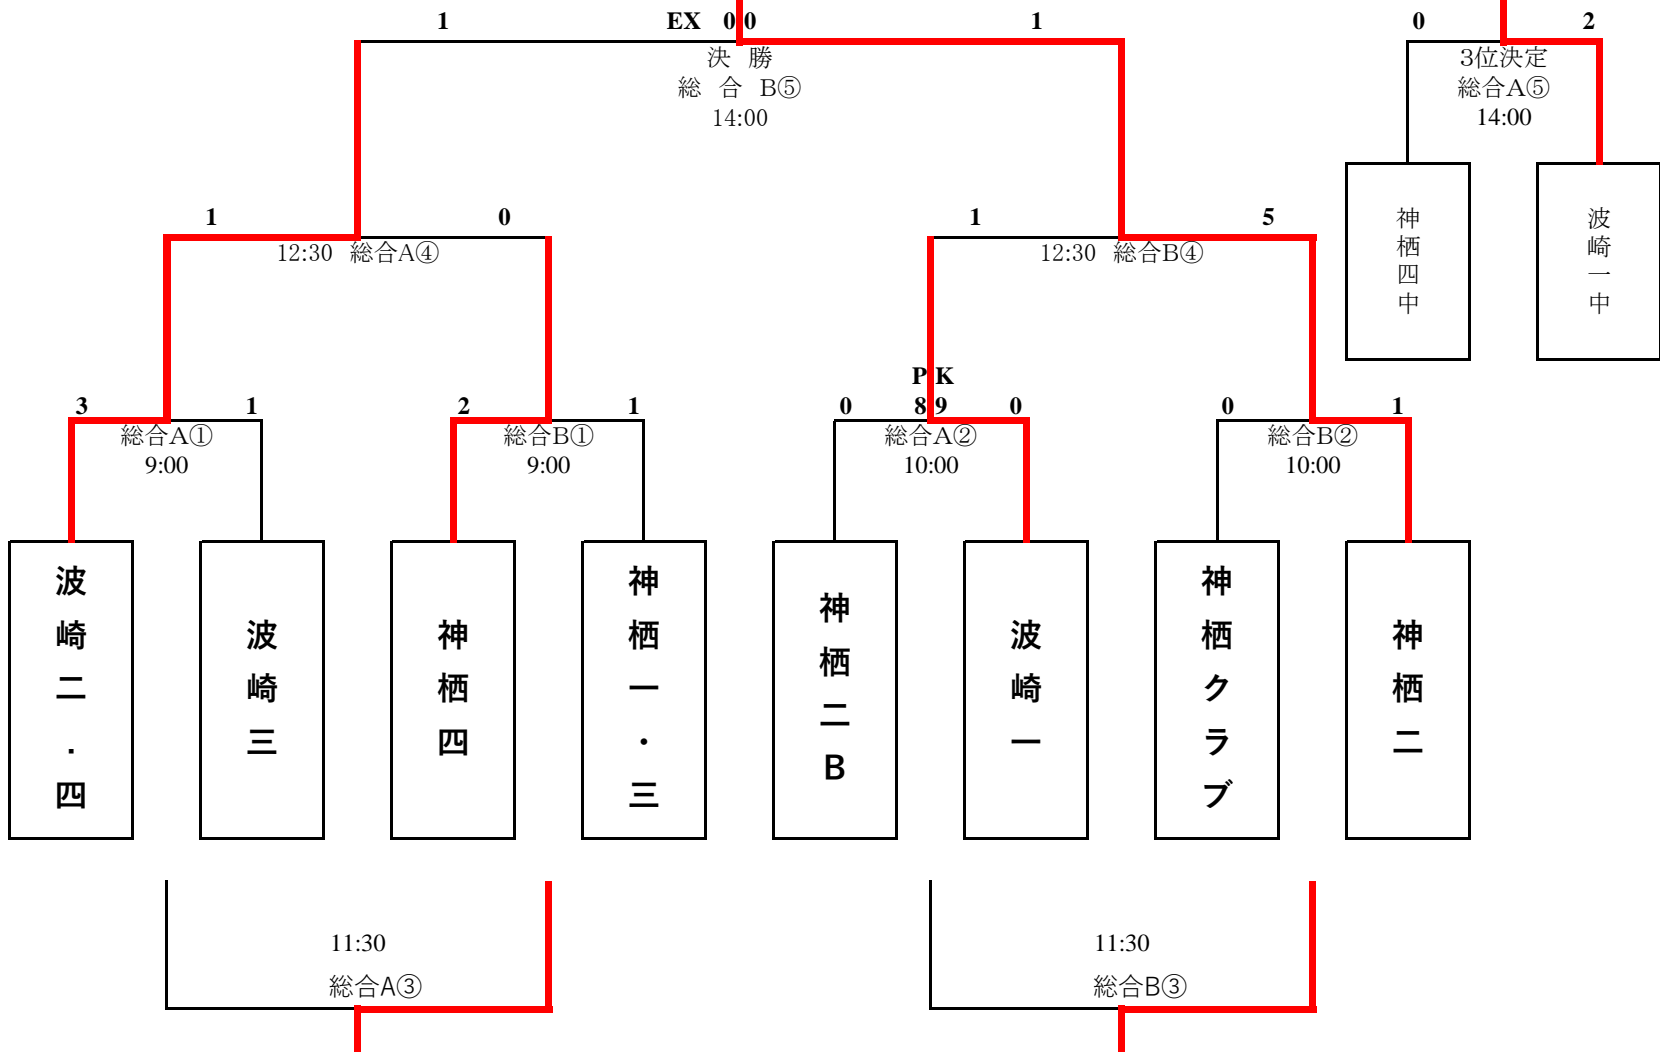 1 EX 0 0 1 0 2
決 勝
総 合 B⑤
14:00
3位決定
総合A⑤
14:00
神栖四中
波崎一中
1 0 1 5
12:30 総合A④
12:30 総合B④
PK
3 1 2 1 0 8 9 0 0 1
総合A①
9:00
総合B①
9:00
総合A②
10:00
総合B②
10:00
波崎二.四
波崎三
神栖四
神栖一・三
神栖二B
波崎一
神栖クラブ
神栖二
11:30
総合A③
11:30
総合B③